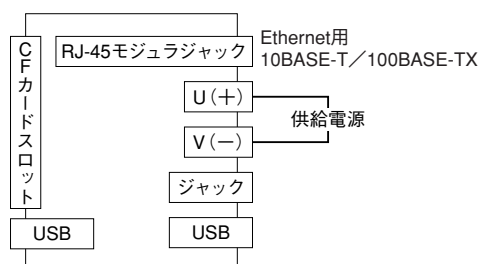 CFカードスロット
RJ-45モジュラジャック
Ethernet用
10BASE-T／100BASE-TX
U(＋)
V(－)
供給電源
ジャック
USB
USB